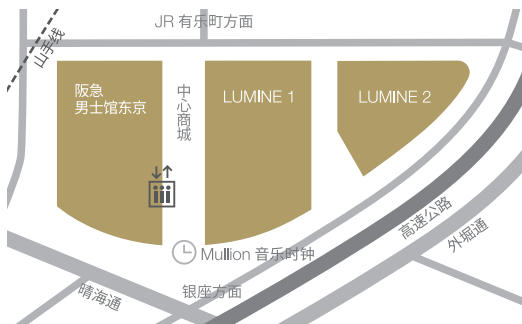 JR 有乐町方面
山手线
阪急
男士馆东京
中心商城
LUMINE 1
LUMINE 2
Mullion 音乐时钟
高速公路
外堀通
银座方面
晴海通